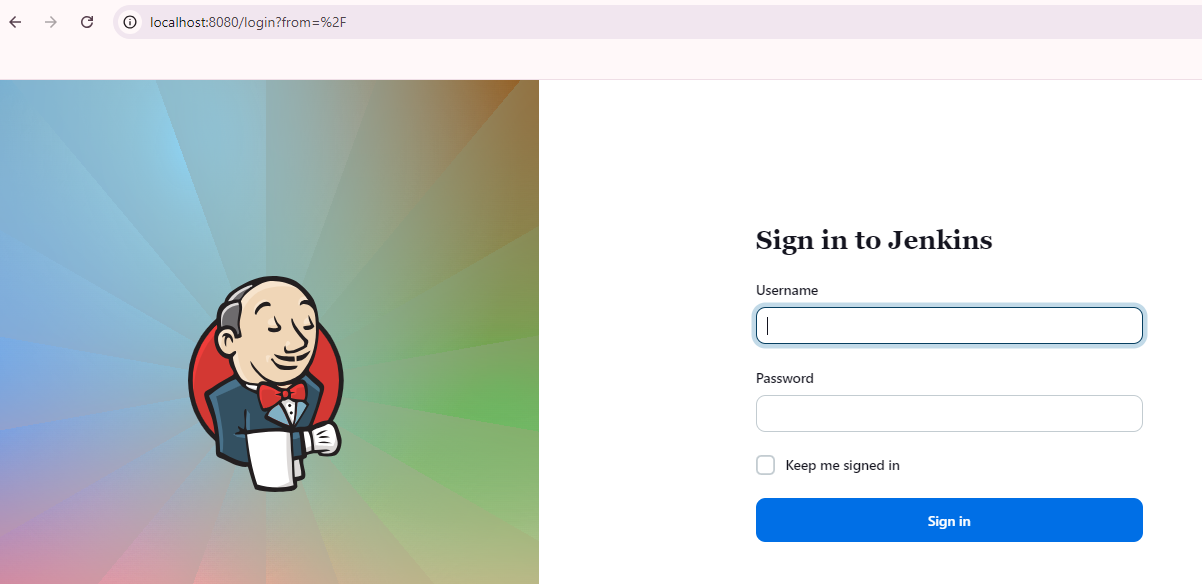 localhost:8080/login?from=%2F
Sign in to Jenkins
Username
Password
Keep me signed in
Sign in